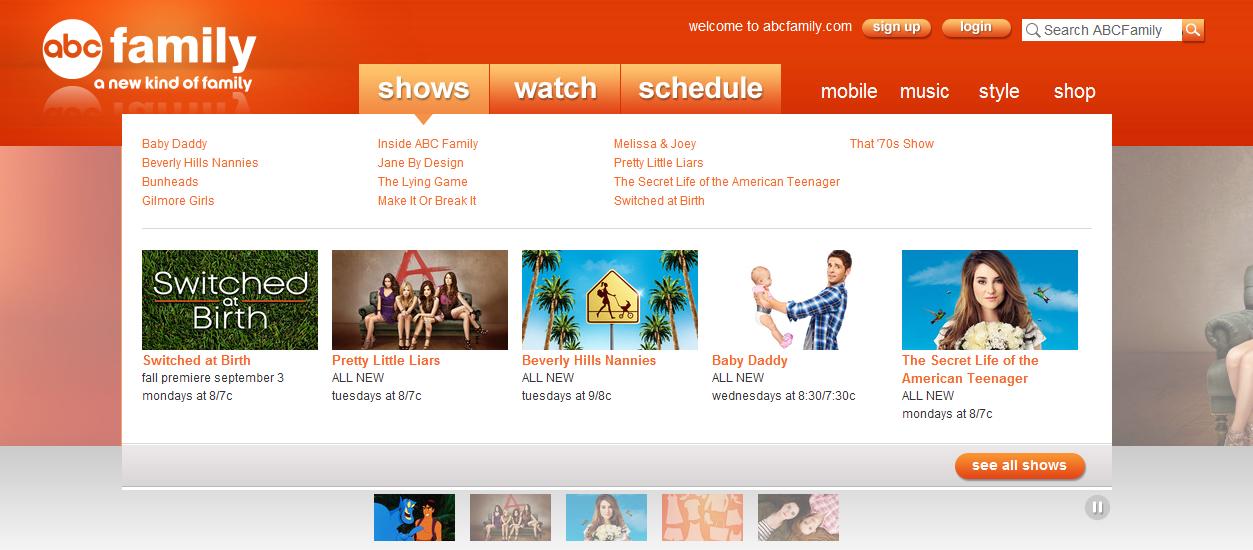 abc family
a new kind of family
welcome to abcfamily.com
sign up
login
Search ABCFamily
shows
watch
schedule
mobile
music
style
shop
Baby Daddy
Beverly Hills Nannies
Bunheads
Gilmore Girls
Inside ABC Family
Jane By Design
The Lying Game
Make It Or Break It
Melissa & Joey
Pretty Little Liars
The Secret Life of the American Teenager
Switched at Birth
That '70s Show
Switched
at
Birth
A
Switched at Birth
fall premiere september 3
mondays at 8/7c
Pretty Little Liars
ALL NEW
tuesdays at 8/7c
Beverly Hills Nannies
ALL NEW
tuesdays at 9/8c
Baby Daddy
ALL NEW
wednesdays at 8:30/7:30c
The Secret Life of the
American Teenager
ALL NEW
mondays at 8/7c
see all shows